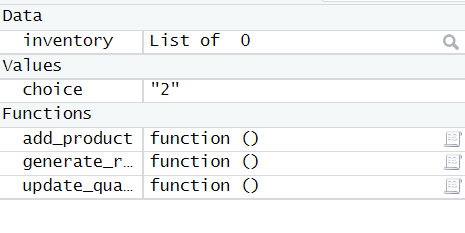 Data
inventory List of 0
Values
choice "2"
Functions
add_product function ()
generate_r… function ()
update_qua… function ()